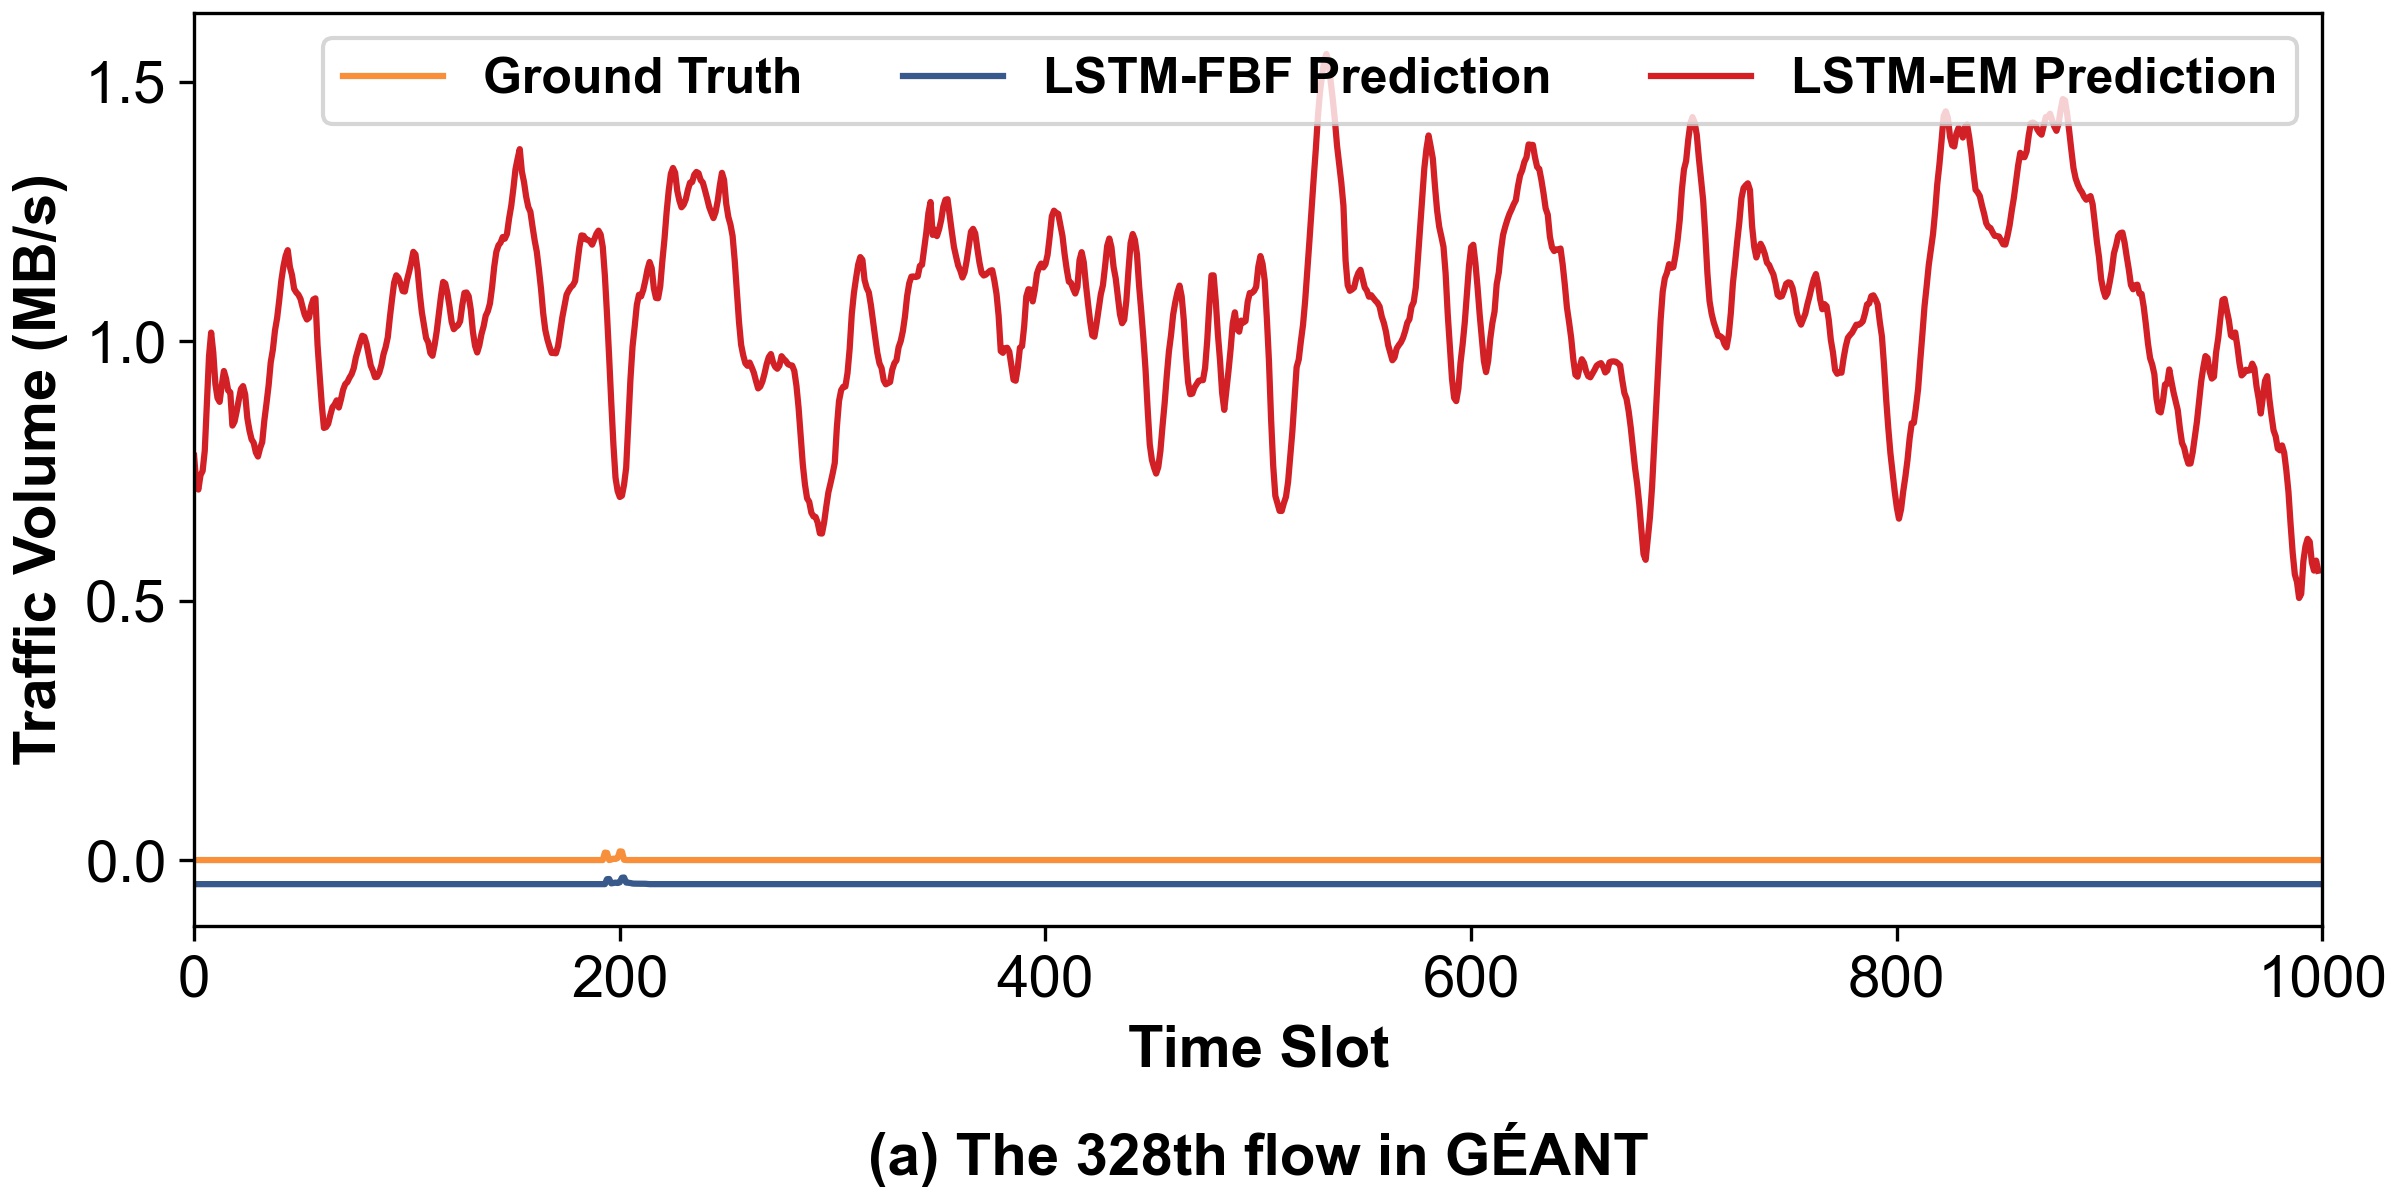 Ground Truth
LSTM-FBF Prediction
LSTM-EM Prediction
1.5
1.0
0.5
0.0
Traffic Volume (MB/s)
0 200 400 600 800 1000
Time Slot
(a) The 328th flow in GÉANT